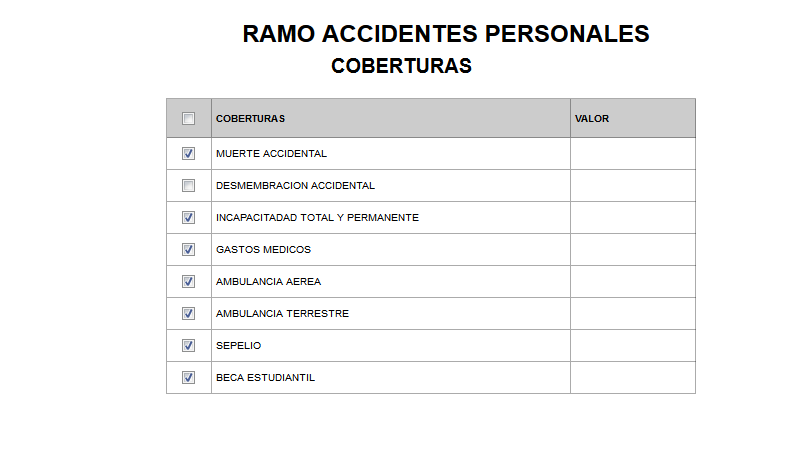 RAMO ACCIDENTES PERSONALES
COBERTURAS
COBERTURAS VALOR
MUERTE ACCIDENTAL
DESMEMBRACION ACCIDENTAL
INCAPACITADAD TOTAL Y PERMANENTE
GASTOS MEDICOS
AMBULANCIA AEREA
AMBULANCIA TERRESTRE
SEPELIO
BECA ESTUDIANTIL